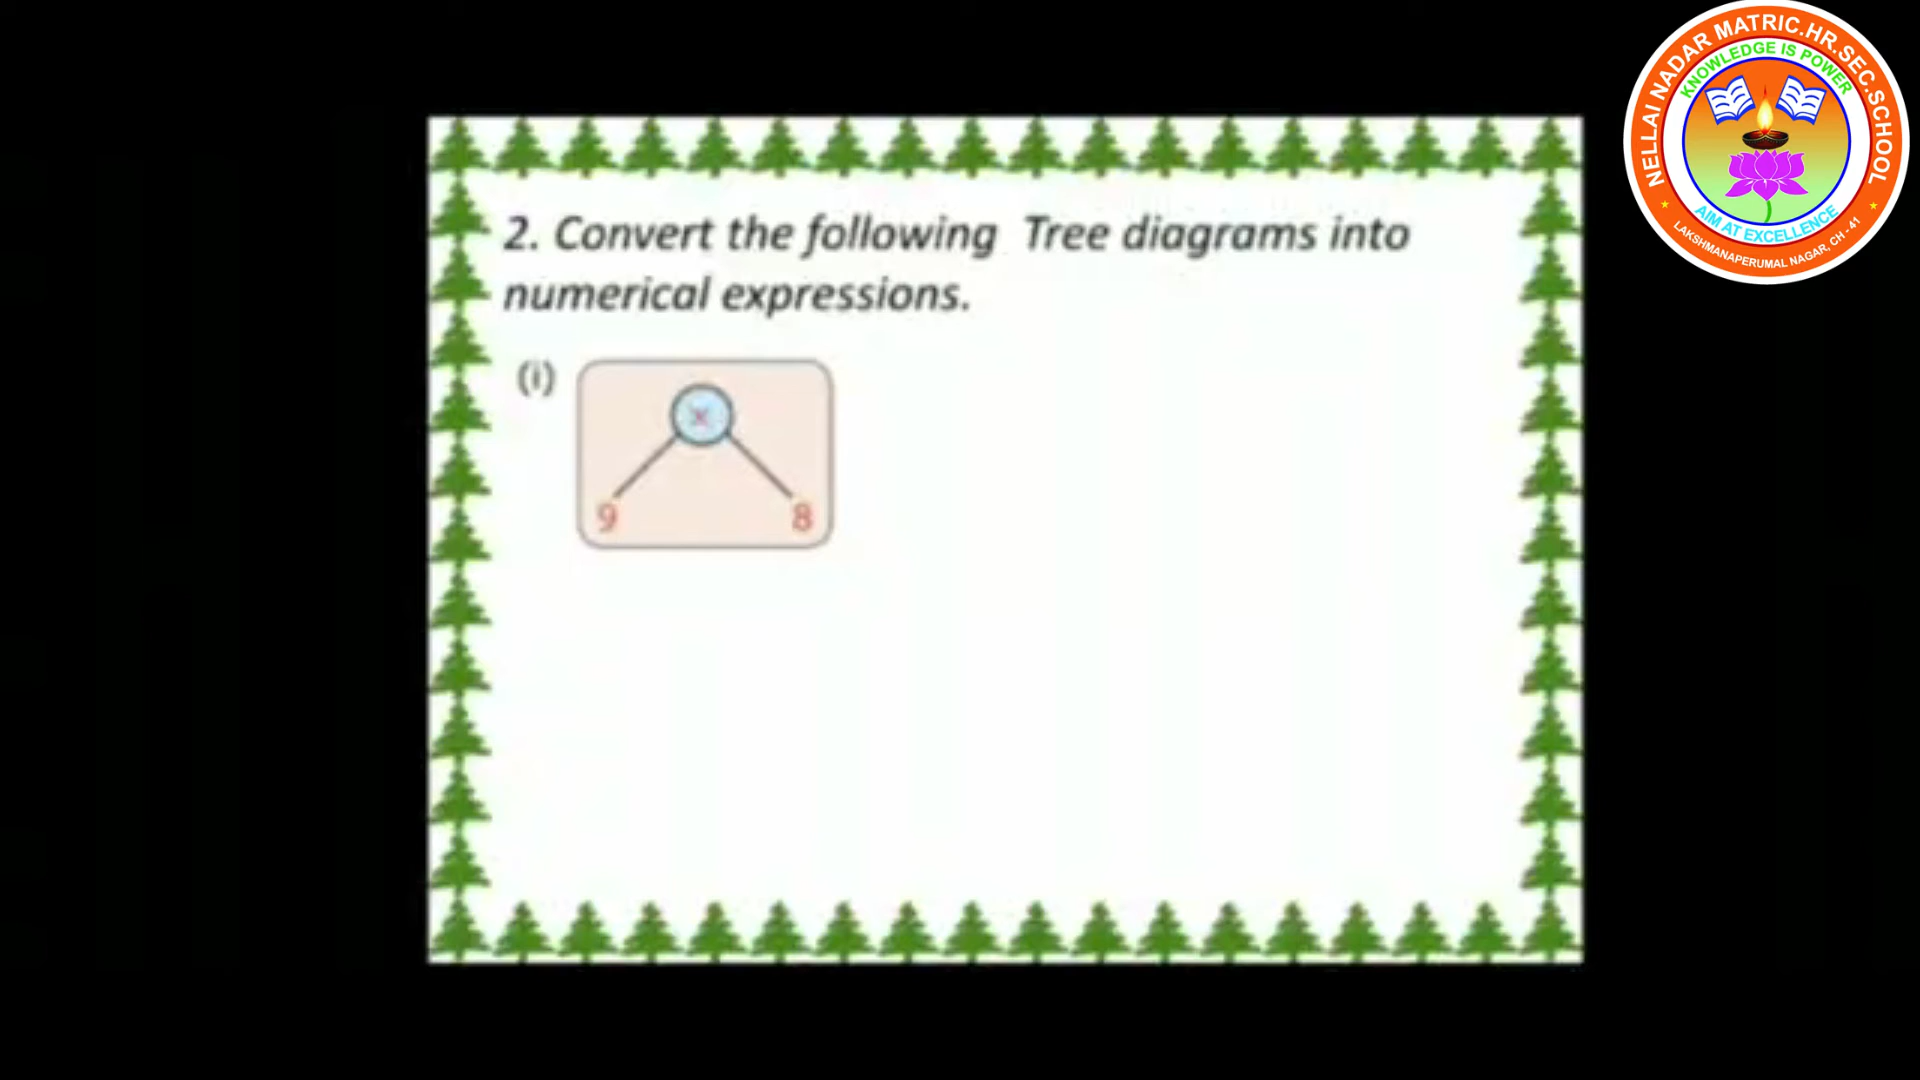 NELLAI NADAR MATRIC.HR.SEC.SCHOOL
KNOWLEDGE IS POWER
AIM AT EXCELLENCE
LAKSHMANAPERUMAL NAGAR, CH - 41
2. Convert the following Tree diagrams into
numerical expressions.
(i)
×
9 8